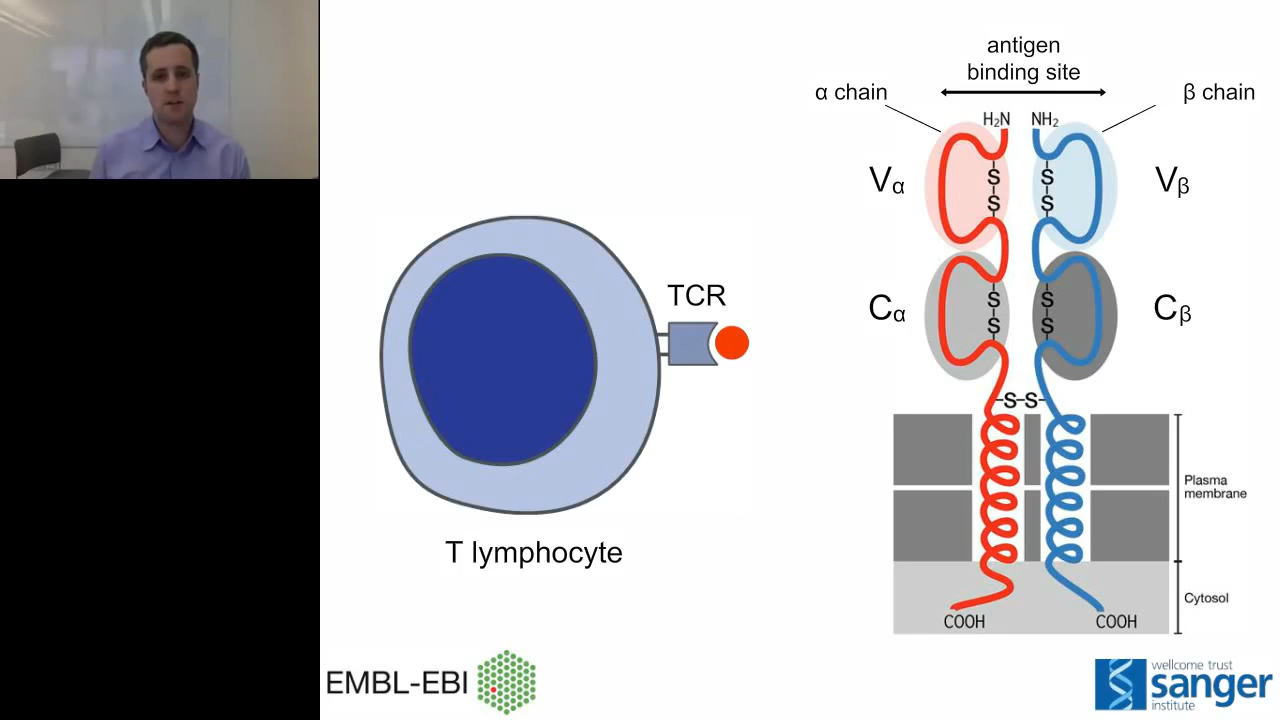 antigen
binding site
α chain
β chain
H₂N
NH₂
Vα
S
S
S
S
Vβ
Cα
S
S
S
S
Cβ
TCR
-S-S-
Plasma
membrane
T lymphocyte
Cytosol
COOH
COOH
EMBL-EBI
wellcome trust
sanger
institute